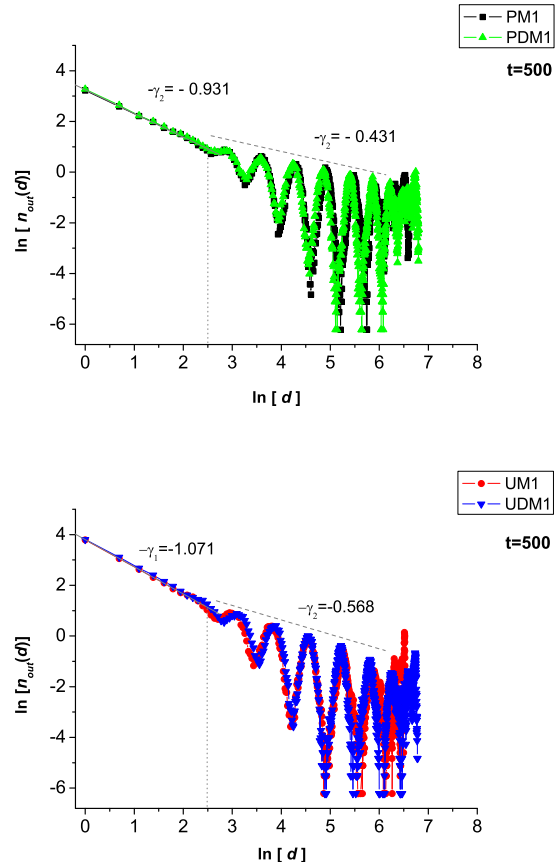 PM1
PDM1
t=500
-γ2= - 0.931
-γ2= - 0.431
ln [ nout(d)]
4
2
0
-2
-4
-6
0 1 2 3 4 5 6 7 8
ln [ d ]
UM1
UDM1
t=500
−γ1=-1.071
−γ2=-0.568
ln [nout(d)]
4
2
0
-2
-4
-6
0 1 2 3 4 5 6 7 8
ln [ d ]